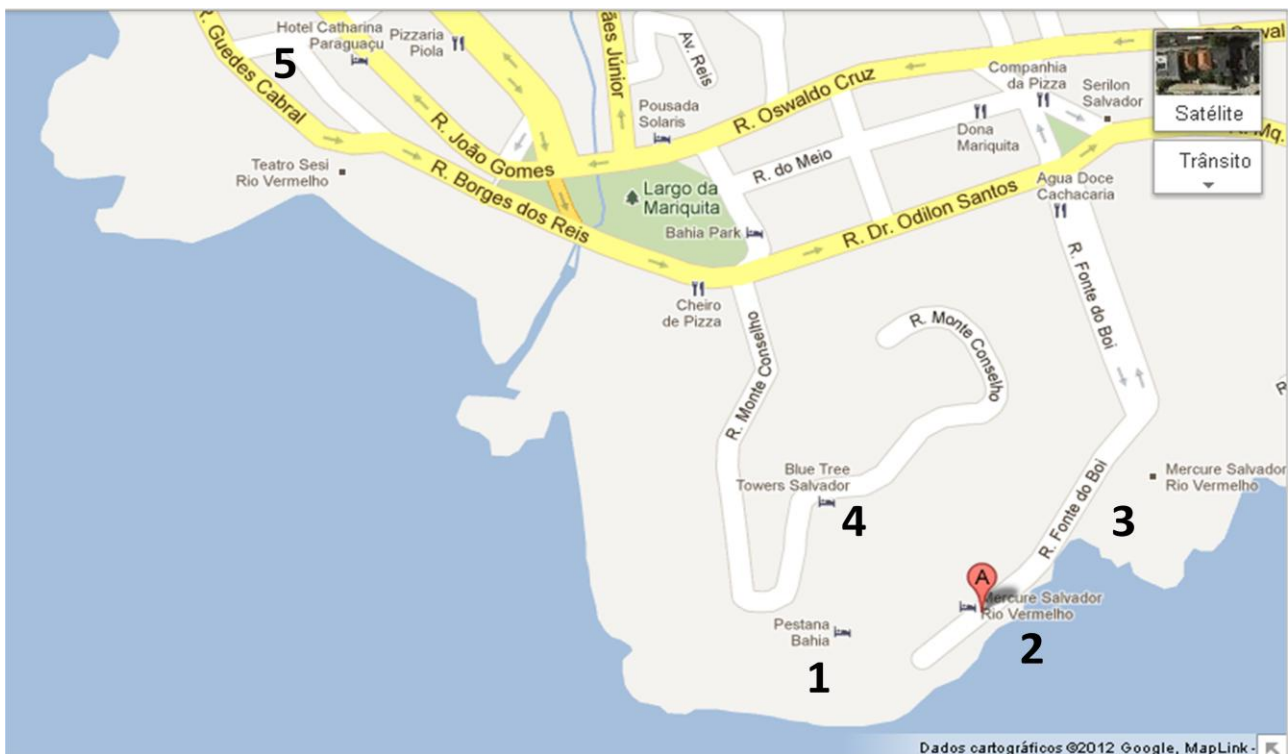 R. Guedes Cabral
Hotel Catharina
Paraguaçu
5
Pizzaria
Piola
ães Júnior
Av. Reis
Pousada
Solaris
R. Oswaldo Cruz
Companhia
da Pizza
Serilon
Salvador
Dona
Mariquita
Oswal
Satélite
Trânsito
R. Mq.
Teatro Sesi
Rio Vermelho
R. João Gomes
R. Borges dos Reis
Largo da
Mariquita
Bahia Park
R. do Meio
R. Dr. Odilon Santos
Agua Doce
Cachacaria
Cheiro
de Pizza
R. Monte Conselho
R. Monte Conselho
R. Fonte do Boi
Blue Tree
Towers Salvador
4
R. Fonte do Boi
3
Mercure Salvador
Rio Vermelho
A
Mercure Salvador
Rio Vermelho
2
Pestana
Bahia
1
Dados cartográficos ©2012 Google, MapLink -